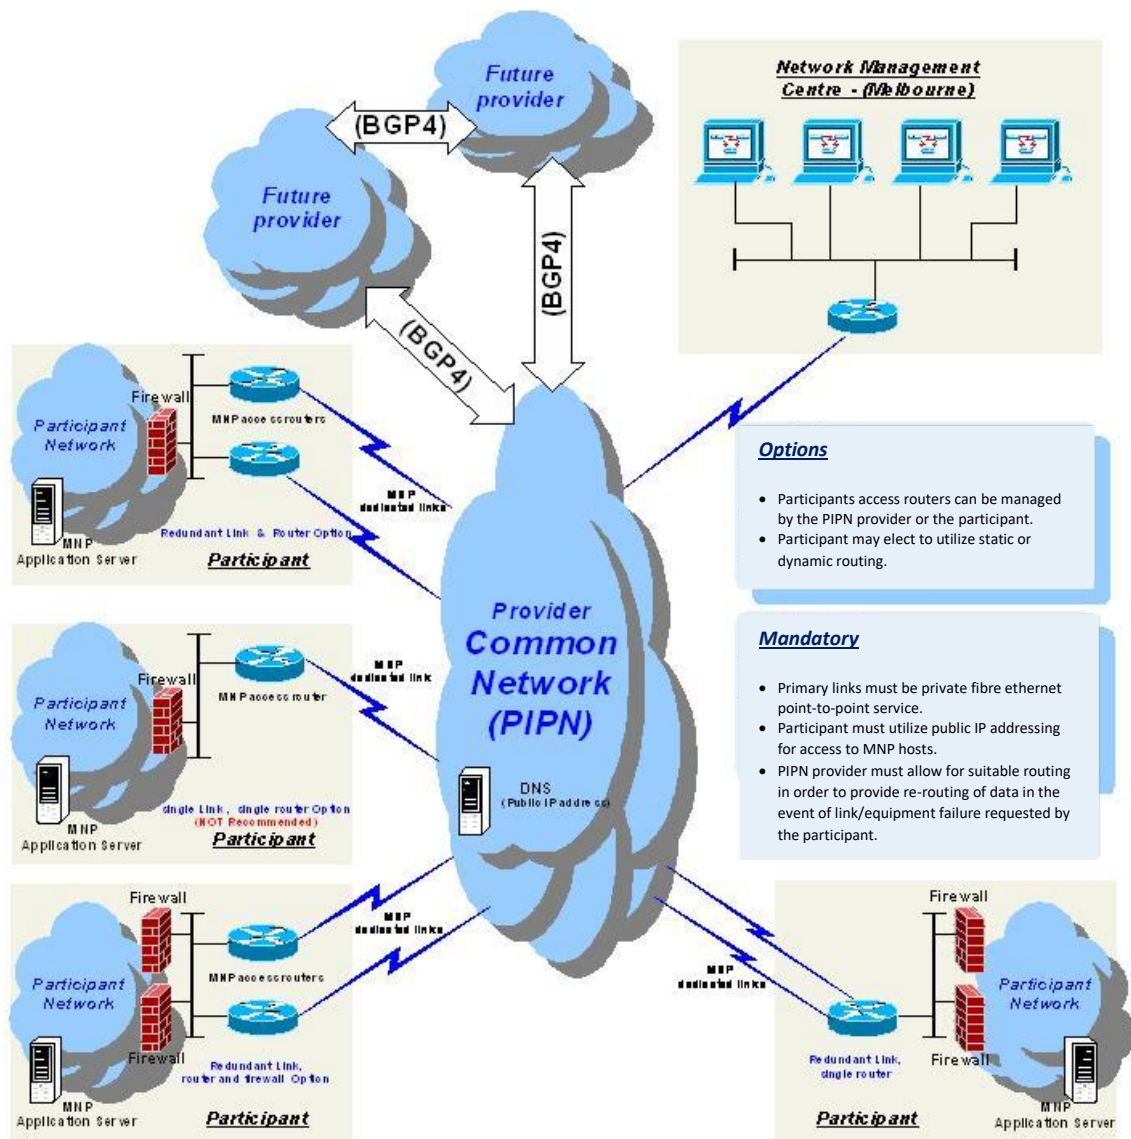 Future
provider
(BGP4)
Future
provider
(BGP4)
(BGP4)
Network Management
Centre - (Melbourne)
Firewall
Participant
Network
MNP access routers
MNP
dedicated links
Redundant Link & Router Option
MNP
Application Server
Participant
Options
• Participants access routers can be managed
by the PIPN provider or the participant.
• Participant may elect to utilize static or
dynamic routing.
Provider
Common
Network
(PIPN)
DNS
(Public IP address)
Mandatory
• Primary links must be private fibre ethernet
point-to-point service.
• Participant must utilize public IP addressing
for access to MNP hosts.
• PIPN provider must allow for suitable routing
in order to provide re-routing of data in the
event of link/equipment failure requested by
the participant.
Firewall
Participant
Network
MNP access router
MNP
dedicated link
single Link , single router Option
(NOT Recommended)
MNP
Application Server
Participant
Firewall
Participant
Network
MNP access routers
MNP
dedicated links
Firewall
Redundant Link,
router and firewall Option
MNP
Application Server
Participant
MNP
dedicated links
Firewall
Participant
Network
Firewall
Redundant Link,
single router
MNP
Application Server
Participant